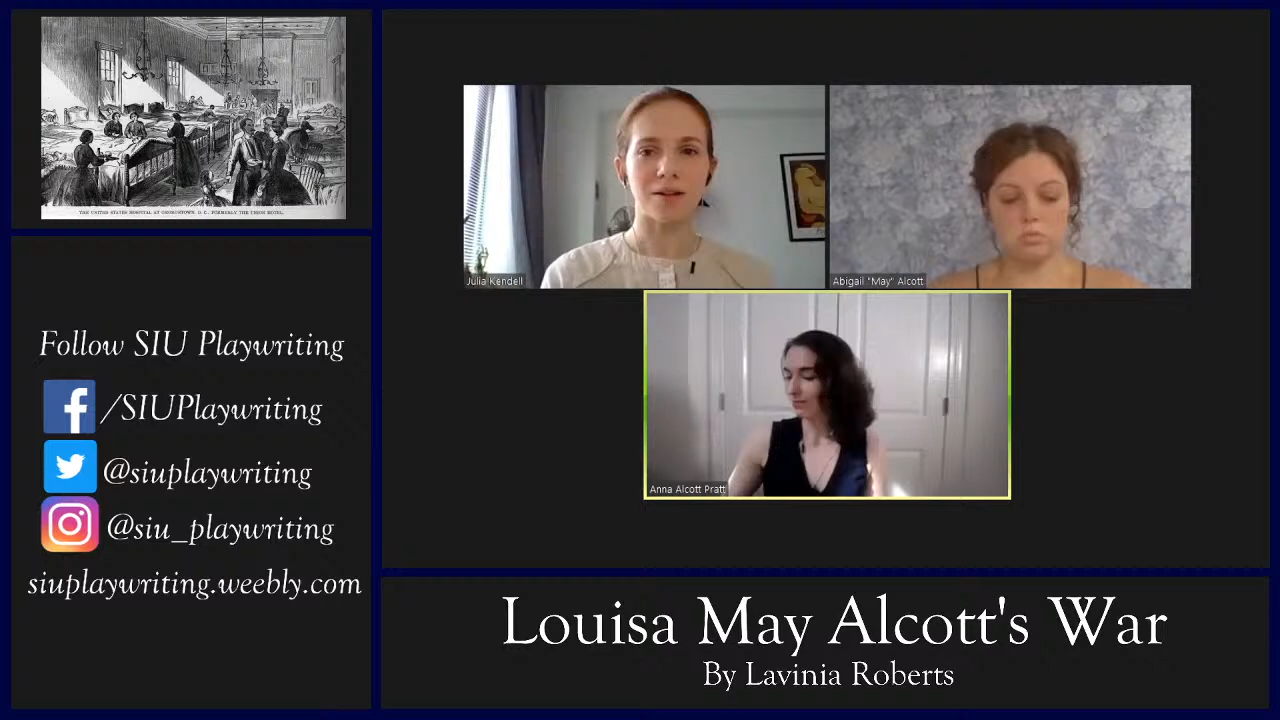 THE UNITED STATES HOSPITAL AT GEORGETOWN, D. C., FORMERLY THE UNION HOTEL.
Follow SIU Playwriting
/SIUPlaywriting
@siuplaywriting
@siu_playwriting
siuplaywriting.weebly.com
Julia Kendell
Abigail "May" Alcott
Anna Alcott Pratt
Louisa May Alcott's War
By Lavinia Roberts